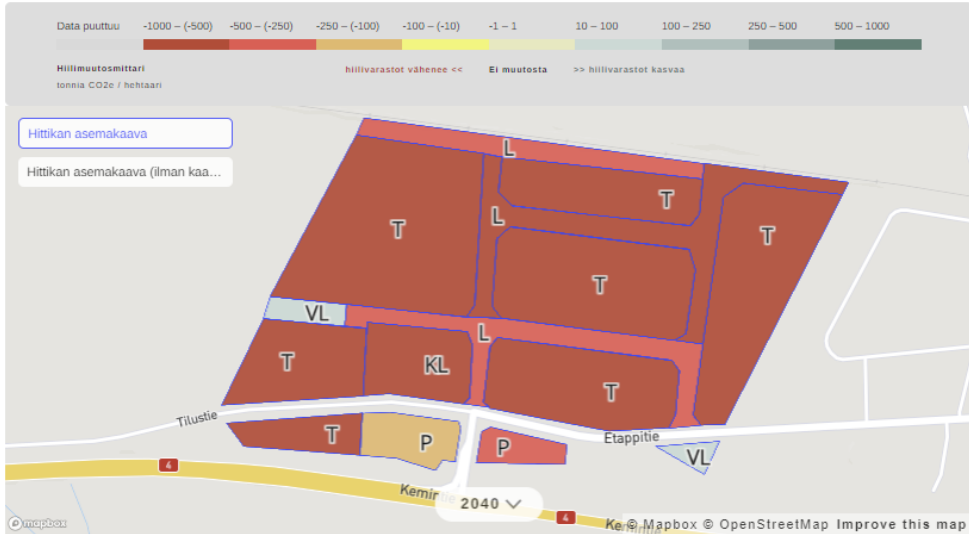 Data puuttuu -1000 – (-500) -500 – (-250) -250 – (-100) -100 – (-10) -1 – 1 10 – 100 100 – 250 250 – 500 500 – 1000
Hiilimuutosmittari hiilivarastot vähenee << Ei muutosta >> hiilivarastot kasvaa
tonnia CO2e / hehtaari
Hittikan asemakaava
Hittikan asemakaava (ilman kaa…
L
T
L
T
T
T
VL
L
T
KL
T
Tilustie
T
P
P
Etappitie
VL
4
Kemintie
2040
4
mapbox
© Mapbox © OpenStreetMap Improve this map